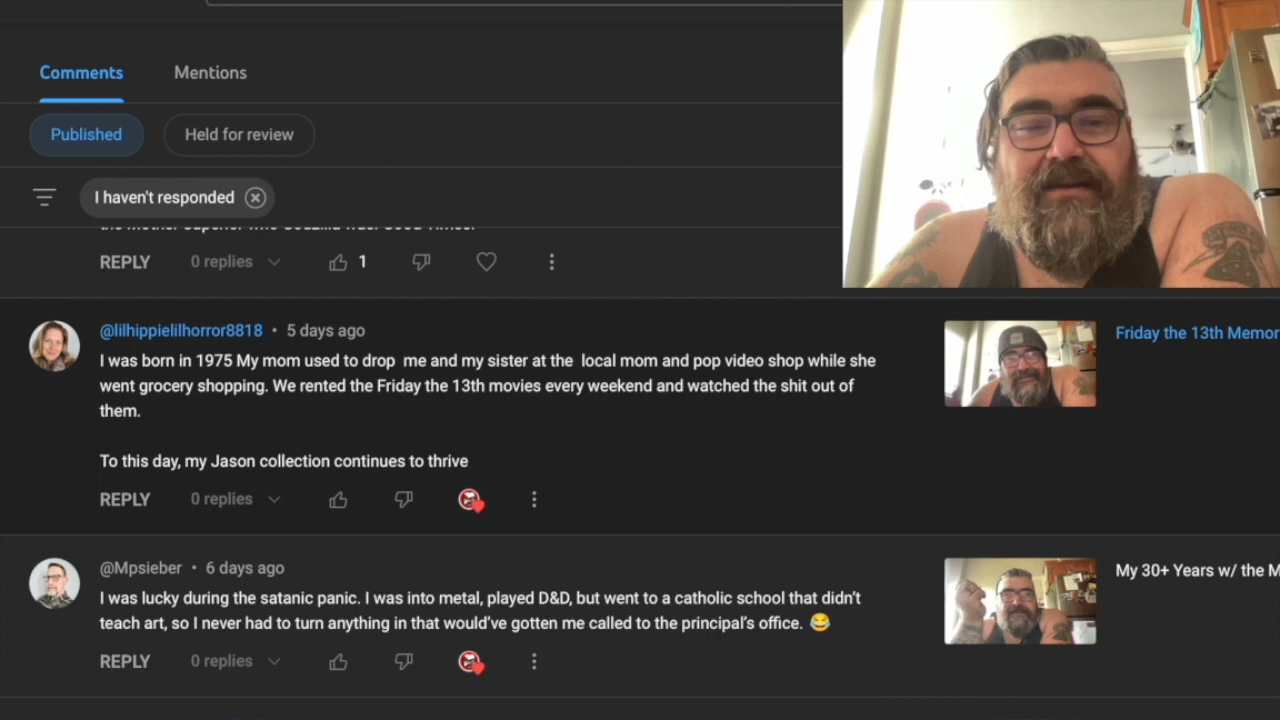 Comments
Mentions
Published
Held for review
I haven't responded
REPLY 0 replies 1
@lilhippielilhorror8818 • 5 days ago
Friday the 13th Memor
I was born in 1975 My mom used to drop me and my sister at the local mom and pop video shop while she
went grocery shopping. We rented the Friday the 13th movies every weekend and watched the shit out of
them.
To this day, my Jason collection continues to thrive
REPLY 0 replies
@Mpsieber • 6 days ago
My 30+ Years w/ the M
I was lucky during the satanic panic. I was into metal, played D&D, but went to a catholic school that didn't
teach art, so I never had to turn anything in that would've gotten me called to the principal's office. 😂
REPLY 0 replies